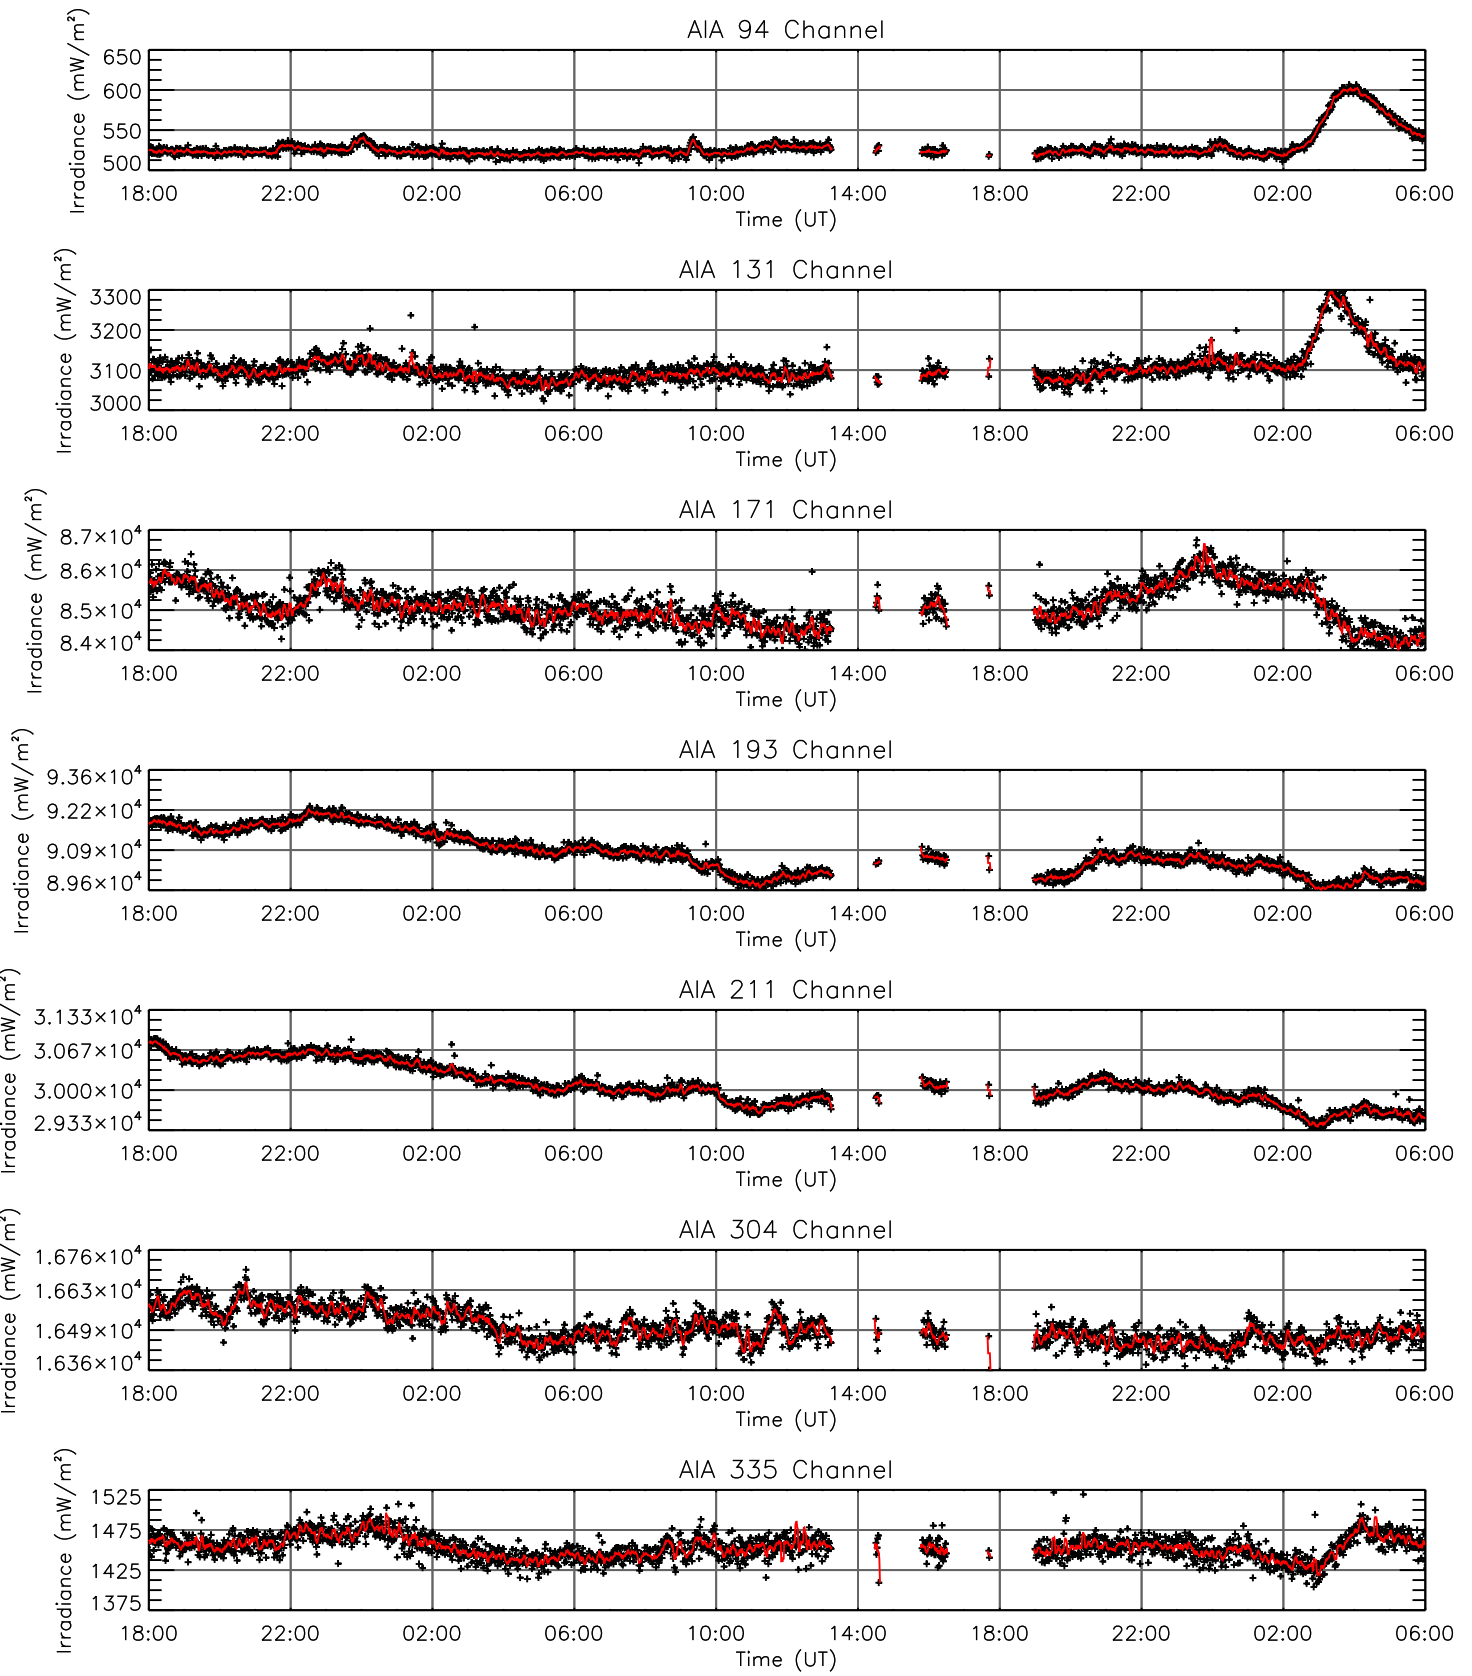 AIA 94 Channel
Irradiance (mW/m²)
650
600
550
500
18:00 22:00 02:00 06:00 10:00 14:00 18:00 22:00 02:00 06:00
Time (UT)
AIA 131 Channel
Irradiance (mW/m²)
3300
3200
3100
3000
18:00 22:00 02:00 06:00 10:00 14:00 18:00 22:00 02:00 06:00
Time (UT)
AIA 171 Channel
Irradiance (mW/m²)
8.7×10⁴
8.6×10⁴
8.5×10⁴
8.4×10⁴
18:00 22:00 02:00 06:00 10:00 14:00 18:00 22:00 02:00 06:00
Time (UT)
AIA 193 Channel
Irradiance (mW/m²)
9.36×10⁴
9.22×10⁴
9.09×10⁴
8.96×10⁴
18:00 22:00 02:00 06:00 10:00 14:00 18:00 22:00 02:00 06:00
Time (UT)
AIA 211 Channel
Irradiance (mW/m²)
3.133×10⁴
3.067×10⁴
3.000×10⁴
2.933×10⁴
18:00 22:00 02:00 06:00 10:00 14:00 18:00 22:00 02:00 06:00
Time (UT)
AIA 304 Channel
Irradiance (mW/m²)
1.676×10⁴
1.663×10⁴
1.649×10⁴
1.636×10⁴
18:00 22:00 02:00 06:00 10:00 14:00 18:00 22:00 02:00 06:00
Time (UT)
AIA 335 Channel
Irradiance (mW/m²)
1525
1475
1425
1375
18:00 22:00 02:00 06:00 10:00 14:00 18:00 22:00 02:00 06:00
Time (UT)